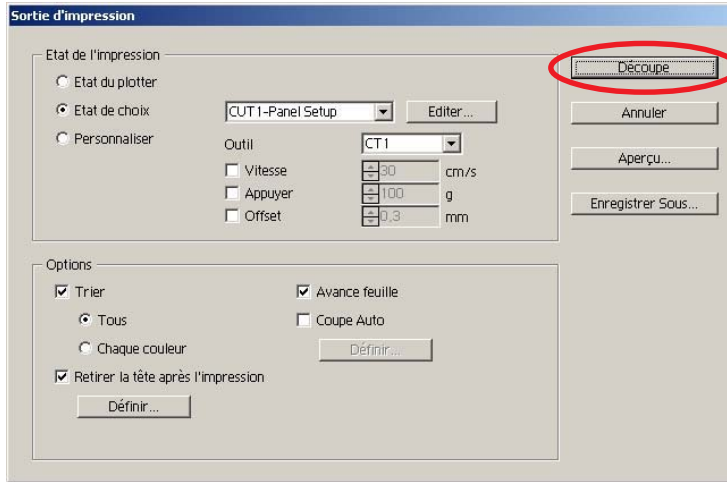 Sortie d'impression
Etat de l'impression
Etat du plotter
Etat de choix
CUT1-Panel Setup
Editer...
Personnaliser
Outil
CT1
Vitesse
30
cm/s
Appuyer
100
g
Offset
0,3
mm
Découpe
Annuler
Aperçu...
Enregistrer Sous...
Options
Trier
Avance feuille
Tous
Coupe Auto
Chaque couleur
Définir...
Retirer la tête après l'impression
Définir...